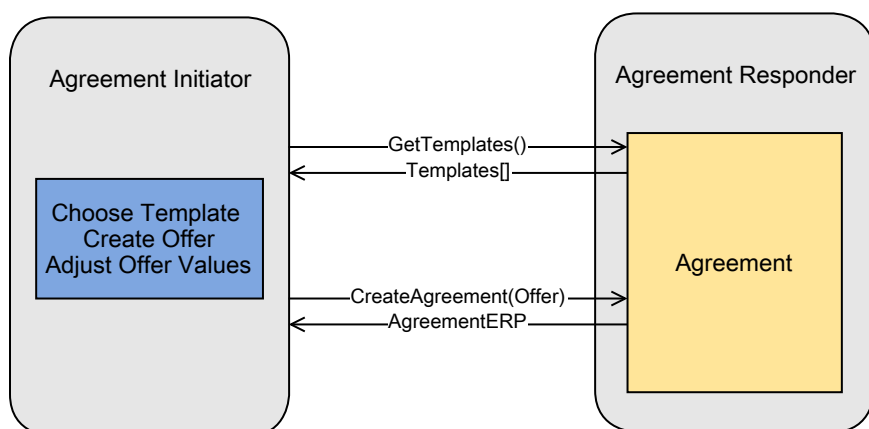 Agreement Initiator
Agreement Responder
GetTemplates()
Templates[]
Choose Template
Create Offer
Adjust Offer Values
Agreement
CreateAgreement(Offer)
AgreementERP